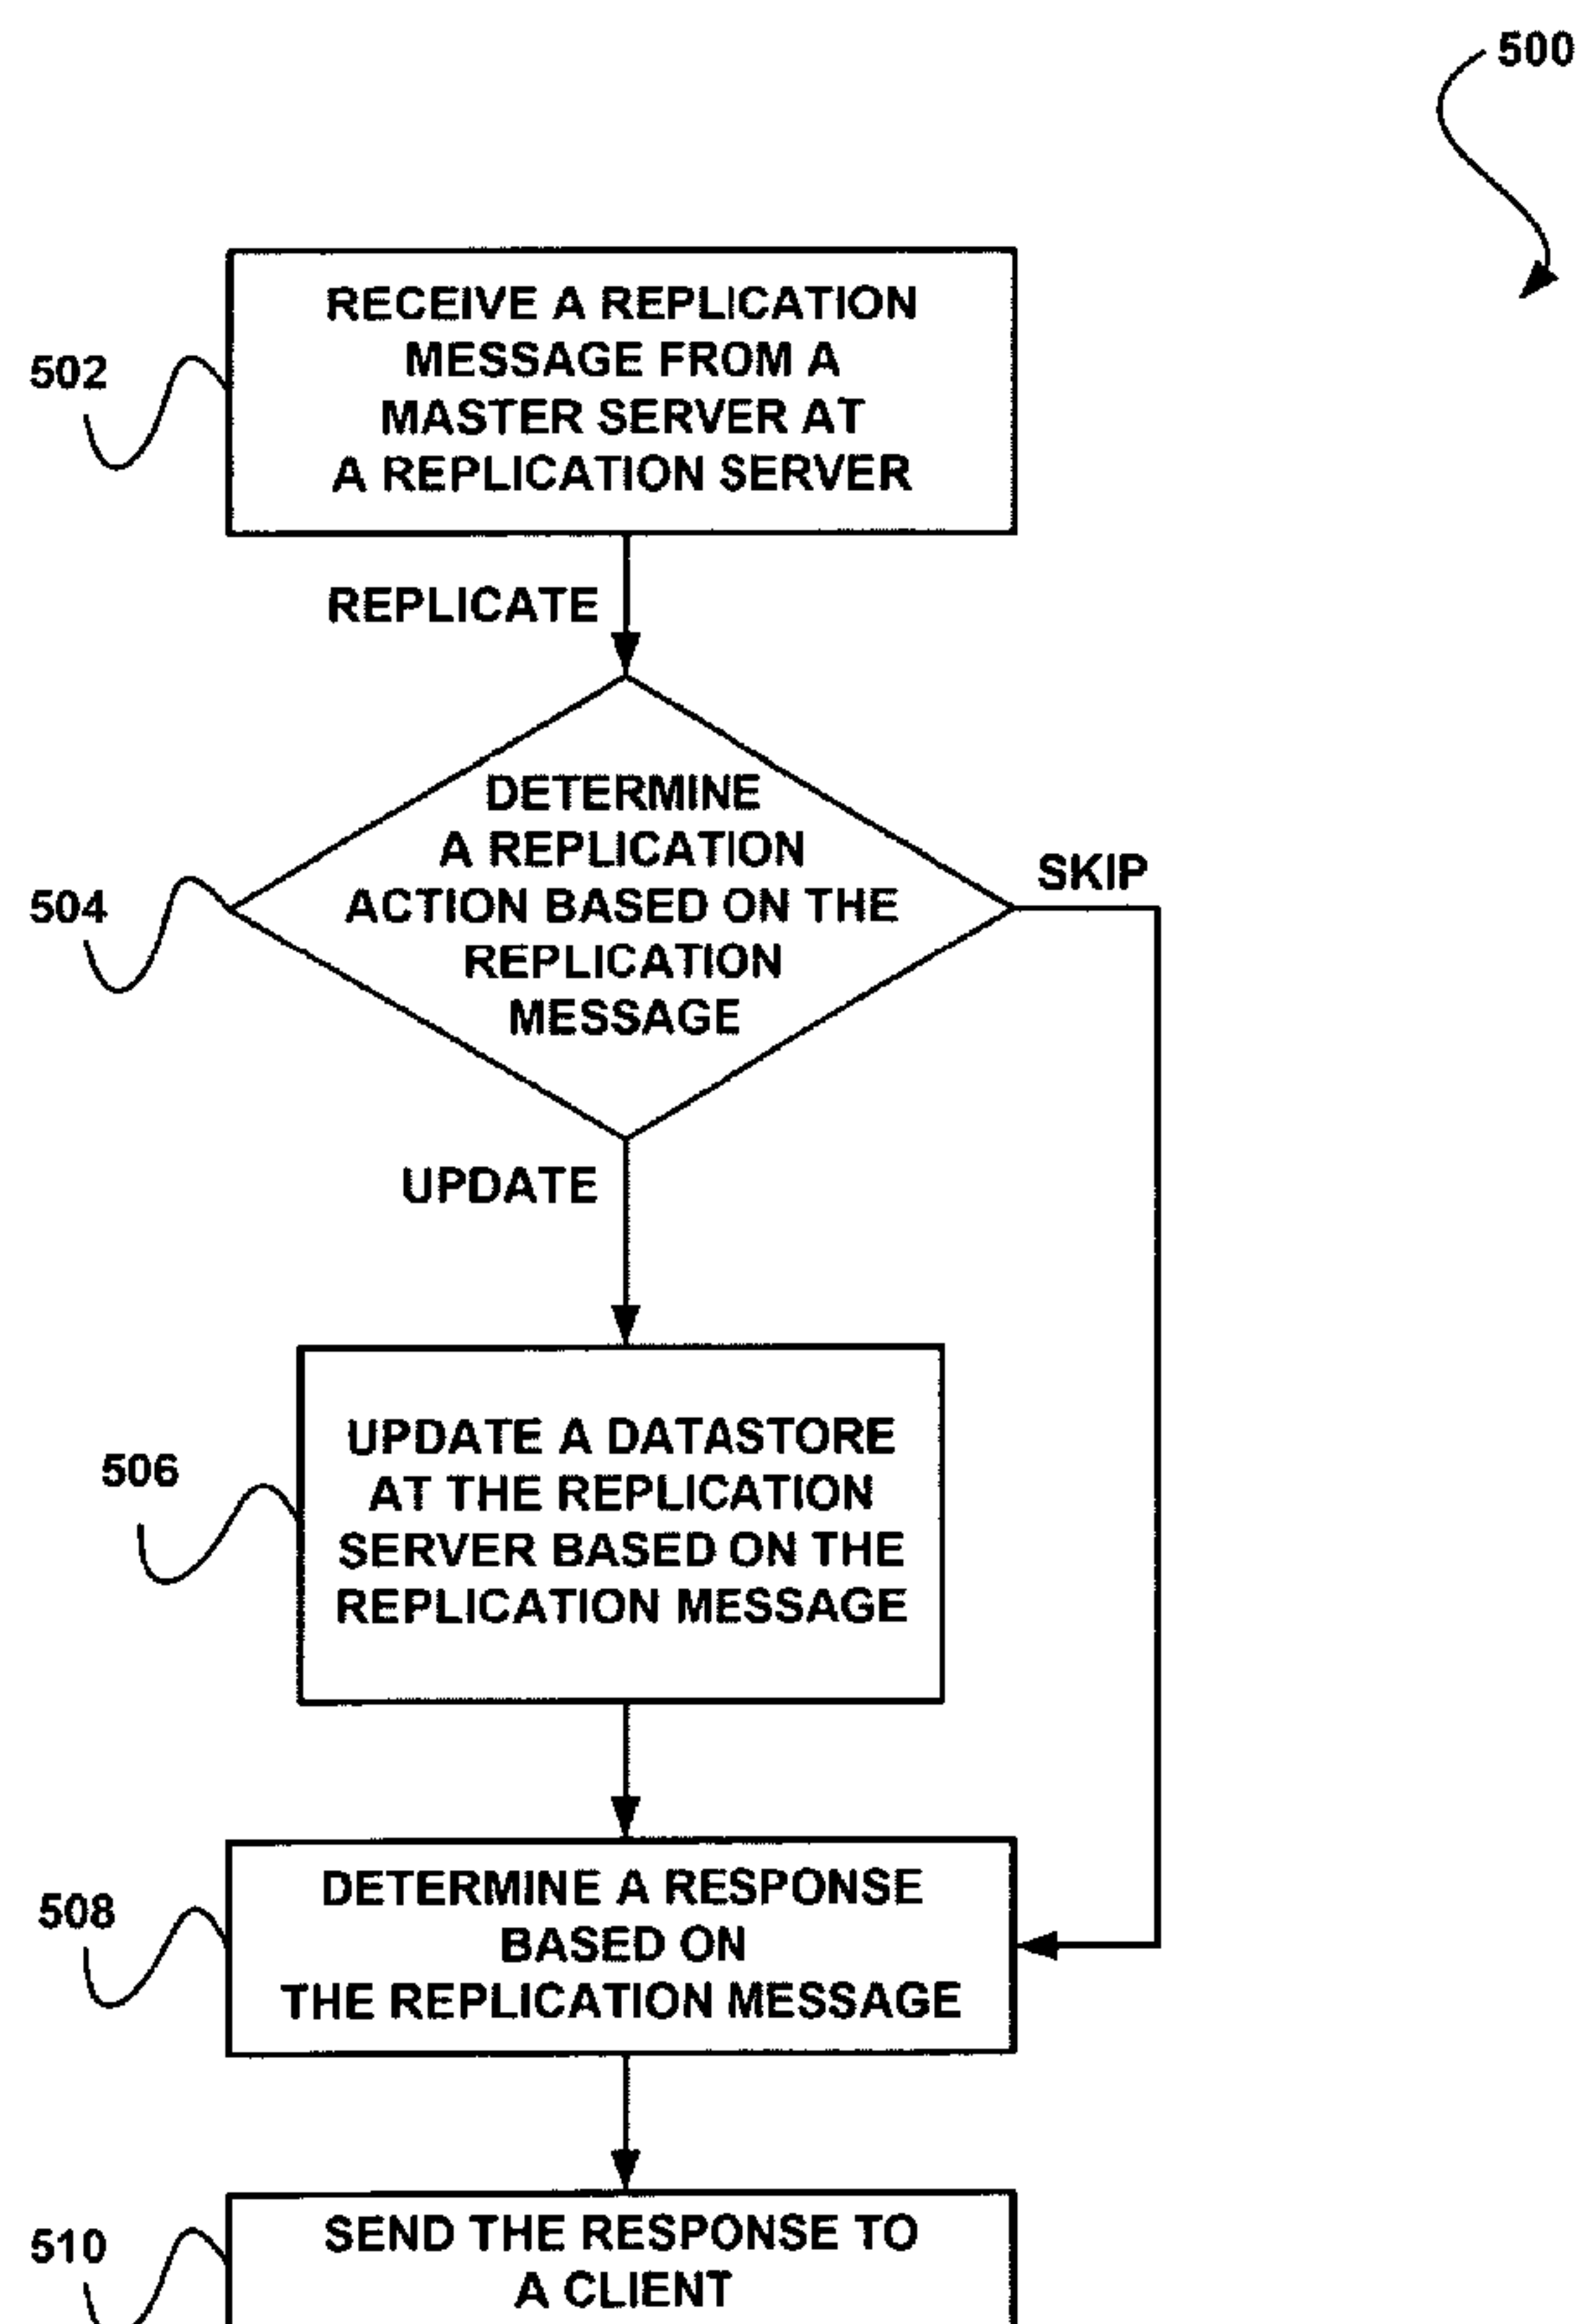 500
RECEIVE A REPLICATION
MESSAGE FROM A
MASTER SERVER AT
A REPLICATION SERVER
502
REPLICATE
DETERMINE
A REPLICATION
ACTION BASED ON THE
REPLICATION
MESSAGE
504
SKIP
UPDATE
UPDATE A DATASTORE
AT THE REPLICATION
SERVER BASED ON THE
REPLICATION MESSAGE
506
DETERMINE A RESPONSE
BASED ON
THE REPLICATION MESSAGE
508
SEND THE RESPONSE TO
A CLIENT
510